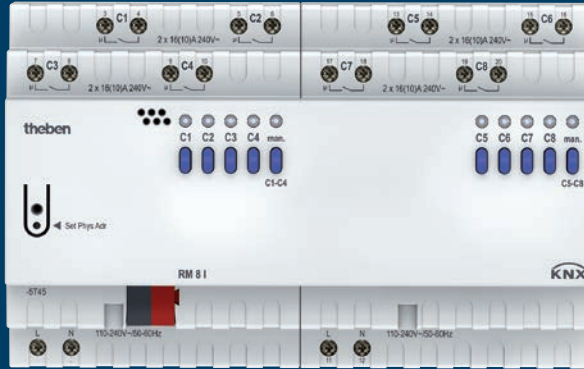 3 C1 4 5 C2 6 13 C5 14 15 C6 16
µ 2 x 16(10)A 240V~ µ µ 2 x 16(10)A 240V~ µ
7 C3 8 9 C4 10 17 C7 18 19 C8 20
µ 2 x 16(10)A 240V~ µ µ 2 x 16(10)A 240V~ µ
theben
C1 C2 C3 C4 man. C5 C6 C7 C8 man.
C1-C4 C5-C8
Set Phys Adr
RM 8 I KNX
-5T45
L N 110-240V~/50-60Hz L N 110-240V~/50-60Hz
11 12